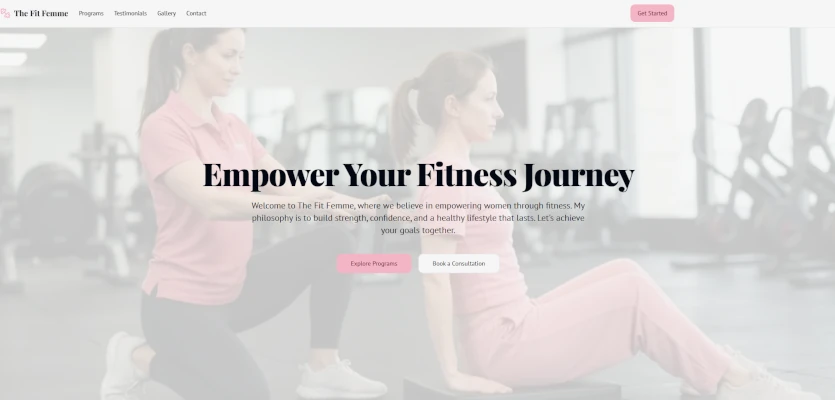 The Fit Femme Programs Testimonials Gallery Contact Get Started
Empower Your Fitness Journey
Welcome to The Fit Femme, where we believe in empowering women through fitness. My
philosophy is to build strength, confidence, and a healthy lifestyle that lasts. Let's achieve
your goals together.
Explore Programs Book a Consultation